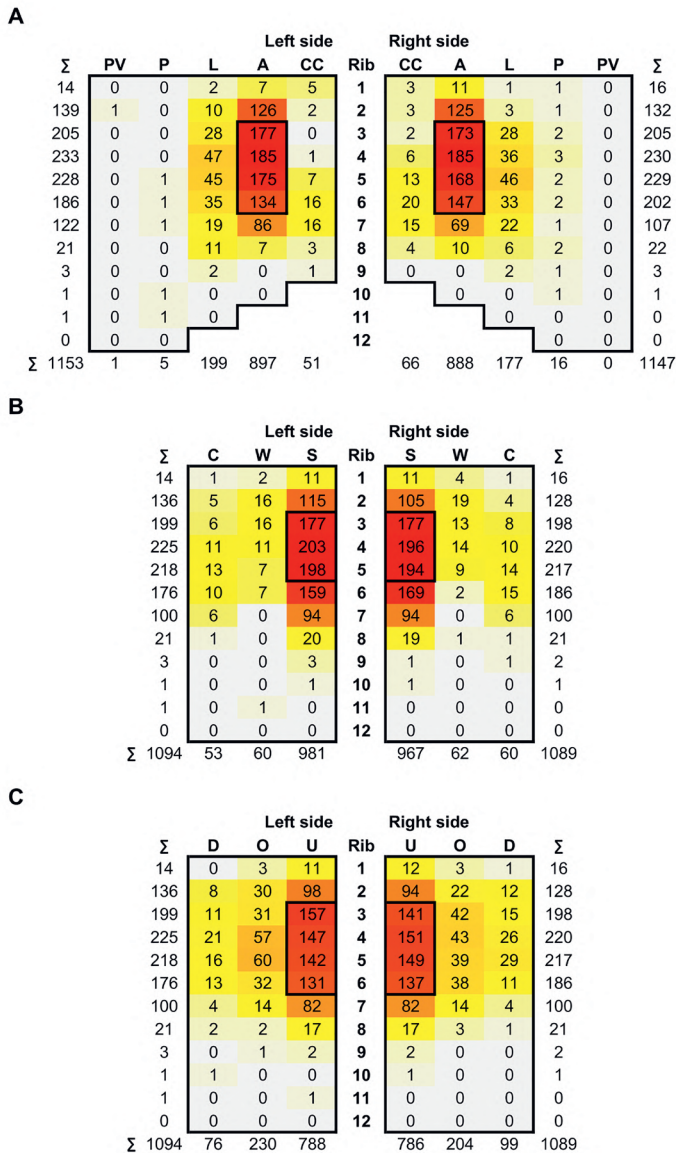 A
Left side Right side
Σ PV P L A CC Rib CC A L P PV Σ
14 0 0 2 7 5 1 3 11 1 1 0 16
139 1 0 10 126 2 2 3 125 3 1 0 132
205 0 0 28 177 0 3 2 173 28 2 0 205
233 0 0 47 185 1 4 6 185 36 3 0 230
228 0 1 45 175 7 5 13 168 46 2 0 229
186 0 1 35 134 16 6 20 147 33 2 0 202
122 0 1 19 86 16 7 15 69 22 1 0 107
21 0 0 11 7 3 8 4 10 6 2 0 22
3 0 0 2 0 1 9 0 0 2 1 0 3
1 0 1 0 0 10 0 0 1 0 1
1 0 1 0 11 0 0 0 0
0 0 0 12 0 0 0
Σ 1153 1 5 199 897 51 66 888 177 16 0 1147
B
Left side Right side
Σ C W S Rib S W C Σ
14 1 2 11 1 11 4 1 16
136 5 16 115 2 105 19 4 128
199 6 16 177 3 177 13 8 198
225 11 11 203 4 196 14 10 220
218 13 7 198 5 194 9 14 217
176 10 7 159 6 169 2 15 186
100 6 0 94 7 94 0 6 100
21 1 0 20 8 19 1 1 21
3 0 0 3 9 1 0 1 2
1 0 0 1 10 1 0 0 1
1 0 1 0 11 0 0 0 0
0 0 0 0 12 0 0 0 0
Σ 1094 53 60 981 967 62 60 1089
C
Left side Right side
Σ D O U Rib U O D Σ
14 0 3 11 1 12 3 1 16
136 8 30 98 2 94 22 12 128
199 11 31 157 3 141 42 15 198
225 21 57 147 4 151 43 26 220
218 16 60 142 5 149 39 29 217
176 13 32 131 6 137 38 11 186
100 4 14 82 7 82 14 4 100
21 2 2 17 8 17 3 1 21
3 0 1 2 9 2 0 0 2
1 1 0 0 10 1 0 0 1
1 0 0 1 11 0 0 0 0
0 0 0 0 12 0 0 0 0
Σ 1094 76 230 788 786 204 99 1089